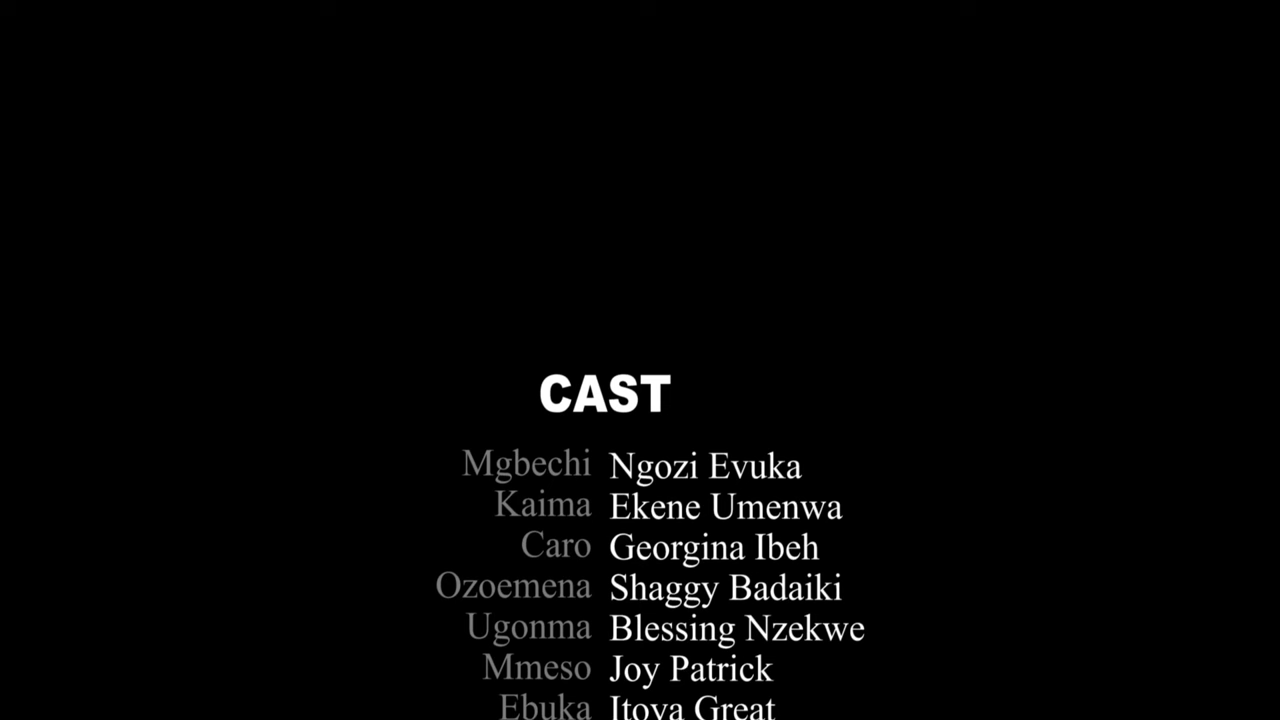 CAST
Mgbechi Ngozi Evuka
Kaima Ekene Umenwa
Caro Georgina Ibeh
Ozoemena Shaggy Badaiki
Ugonma Blessing Nzekwe
Mmeso Joy Patrick
Ebuka Itoya Great